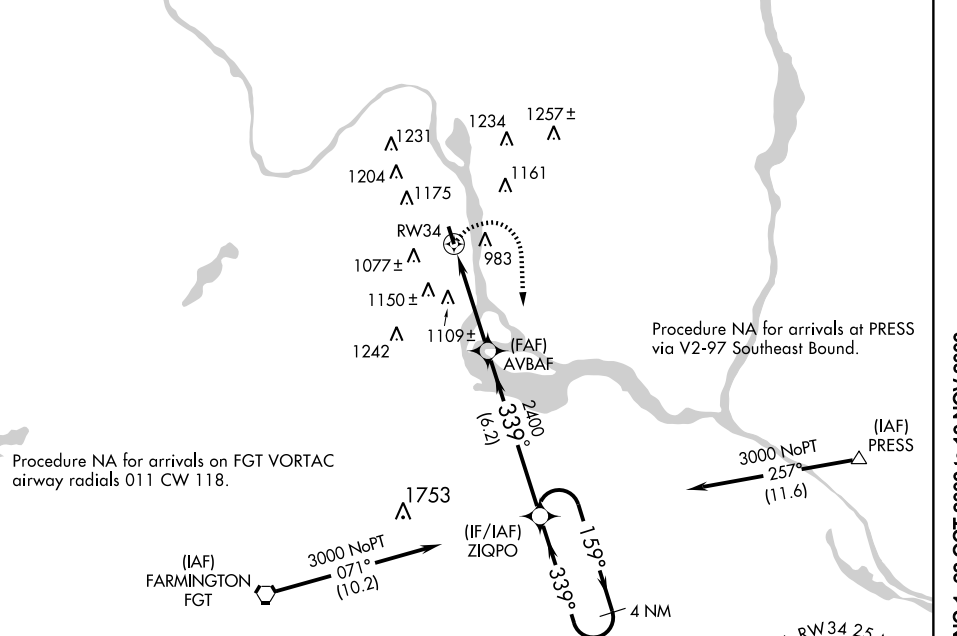 1231
1234
1257 ±
1204
1161
1175
RW34
983
1077 ±
1150 ±
1109 ±
1242
(FAF)
AVBAF
Procedure NA for arrivals at PRESS
via V2-97 Southeast Bound.
2400
339°
(6.2)
(IAF)
PRESS
3000 NoPT
257°
(11.6)
Procedure NA for arrivals on FGT VORTAC
airway radials 011 CW 118.
1753
(IF/IAF)
ZIQPO
159°
339°
4 NM
(IAF)
FARMINGTON
FGT
3000 NoPT
071°
(10.2)
RW34 25